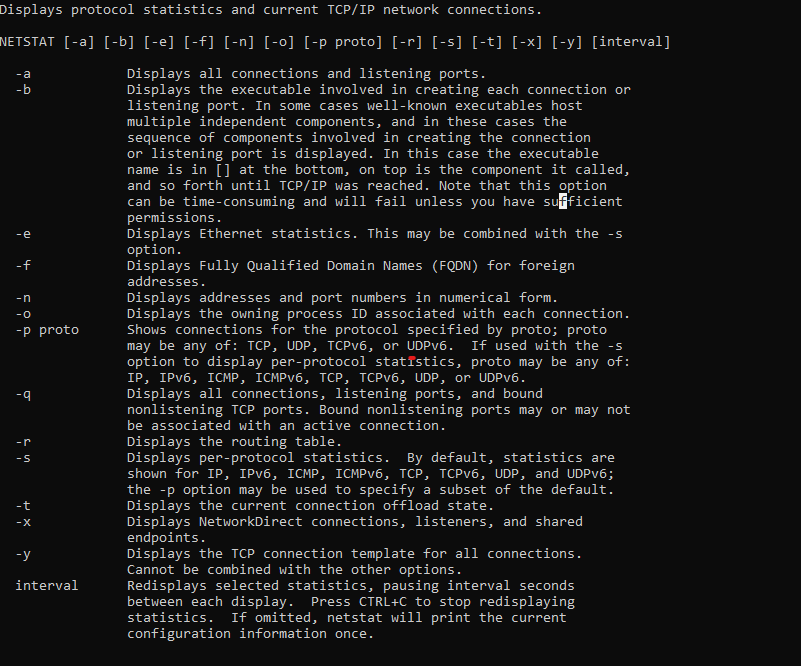 Displays protocol statistics and current TCP/IP network connections.
NETSTAT [-a] [-b] [-e] [-f] [-n] [-o] [-p proto] [-r] [-s] [-t] [-x] [-y] [interval]
-a Displays all connections and listening ports.
-b Displays the executable involved in creating each connection or
listening port. In some cases well-known executables host
multiple independent components, and in these cases the
sequence of components involved in creating the connection
or listening port is displayed. In this case the executable
name is in [] at the bottom, on top is the component it called,
and so forth until TCP/IP was reached. Note that this option
can be time-consuming and will fail unless you have sufficient
permissions.
-e Displays Ethernet statistics. This may be combined with the -s
option.
-f Displays Fully Qualified Domain Names (FQDN) for foreign
addresses.
-n Displays addresses and port numbers in numerical form.
-o Displays the owning process ID associated with each connection.
-p proto Shows connections for the protocol specified by proto; proto
may be any of: TCP, UDP, TCPv6, or UDPv6.  If used with the -s
option to display per-protocol statistics, proto may be any of:
IP, IPv6, ICMP, ICMPv6, TCP, TCPv6, UDP, or UDPv6.
-q Displays all connections, listening ports, and bound
nonlistening TCP ports. Bound nonlistening ports may or may not
be associated with an active connection.
-r Displays the routing table.
-s Displays per-protocol statistics.  By default, statistics are
shown for IP, IPv6, ICMP, ICMPv6, TCP, TCPv6, UDP, and UDPv6;
the -p option may be used to specify a subset of the default.
-t Displays the current connection offload state.
-x Displays NetworkDirect connections, listeners, and shared
endpoints.
-y Displays the TCP connection template for all connections.
Cannot be combined with the other options.
interval Redisplays selected statistics, pausing interval seconds
between each display.  Press CTRL+C to stop redisplaying
statistics.  If omitted, netstat will print the current
configuration information once.